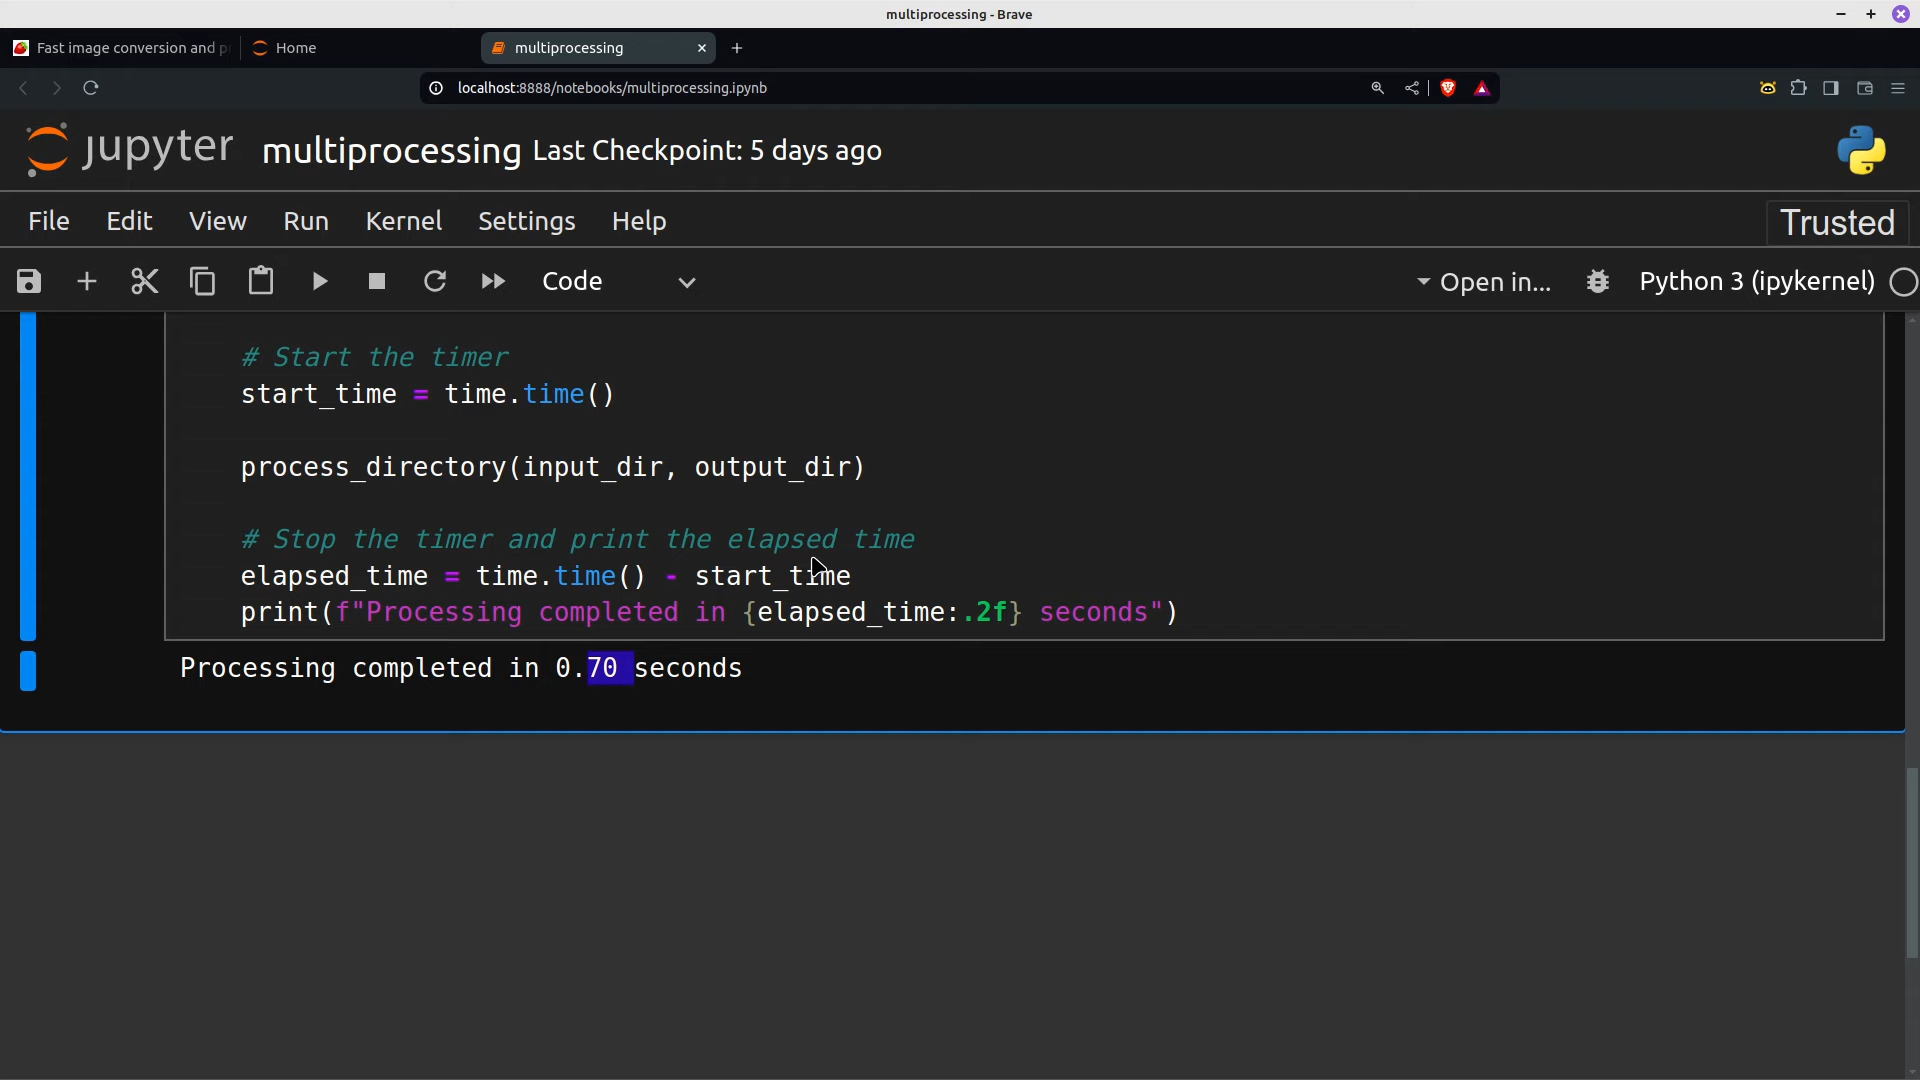 multiprocessing - Brave
Fast image conversion and p
Home
multiprocessing
localhost:8888/notebooks/multiprocessing.ipynb
jupyter multiprocessing Last Checkpoint: 5 days ago
File Edit View Run Kernel Settings Help
Trusted
Code
Open in...
Python 3 (ipykernel)
# Start the timer
start_time = time.time()
process_directory(input_dir, output_dir)
# Stop the timer and print the elapsed time
elapsed_time = time.time() - start_time
print(f"Processing completed in {elapsed_time:.2f} seconds")
Processing completed in 0.70 seconds